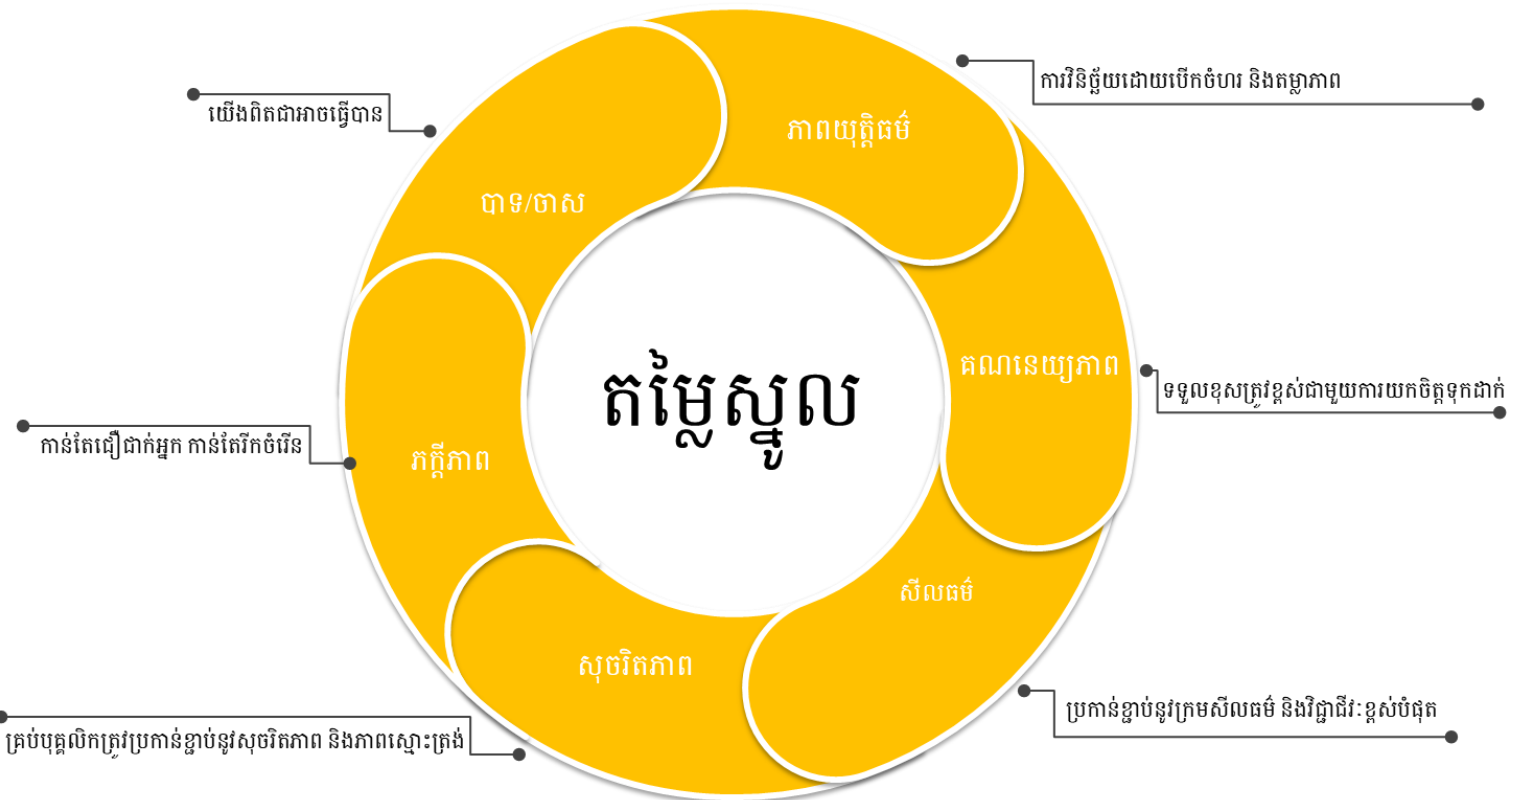 ការវិនិច្ឆ័យដោយបើកចំហរ និងតម្លាភាព
យើងពិតជាអាចធ្វើបាន
ភាពយុត្តិធម៌
បាទ/ចាស
គណនេយ្យភាព
ទទួលខុសត្រូវខ្ពស់ជាមួយការយកចិត្តទុកដាក់
តម្លៃស្នូល
កាន់តែជឿជាក់អ្នក កាន់តែរីកចំរើន
ភក្ដីភាព
សីលធម៌
សុចរិតភាព
ប្រកាន់ខ្ជាប់នូវក្រមសីលធម៌ និងវិជ្ជាជីវៈខ្ពស់បំផុត
គ្រប់បុគ្គលិកត្រូវប្រកាន់ខ្ជាប់នូវសុចរិតភាព និងភាពស្មោះត្រង់